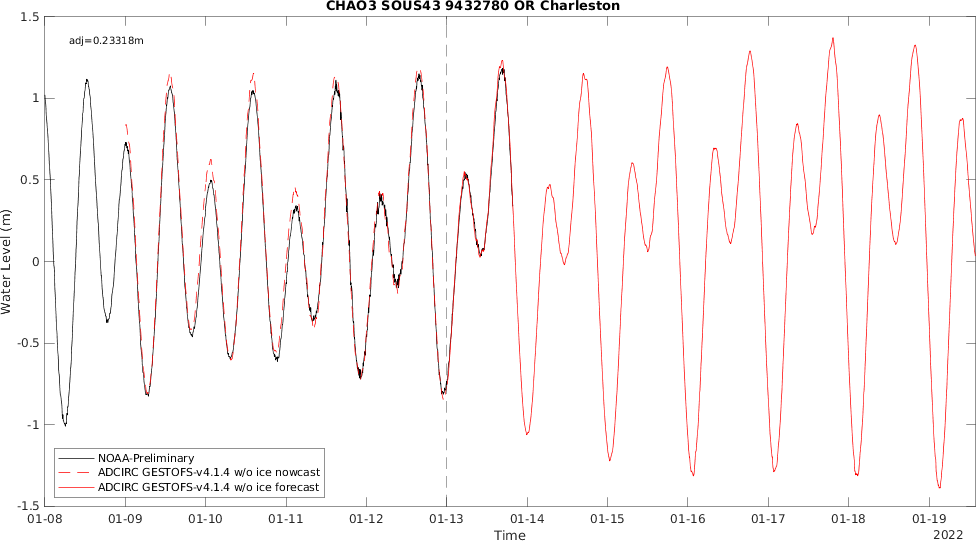 CHAO3 SOUS43 9432780 OR Charleston
adj=0.23318m
Water Level (m)
1.5
1
0.5
0
-0.5
-1
-1.5
NOAA-Preliminary
ADCIRC GESTOFS-v4.1.4 w/o ice nowcast
ADCIRC GESTOFS-v4.1.4 w/o ice forecast
01-08 01-09 01-10 01-11 01-12 01-13 01-14 01-15 01-16 01-17 01-18 01-19
Time
2022